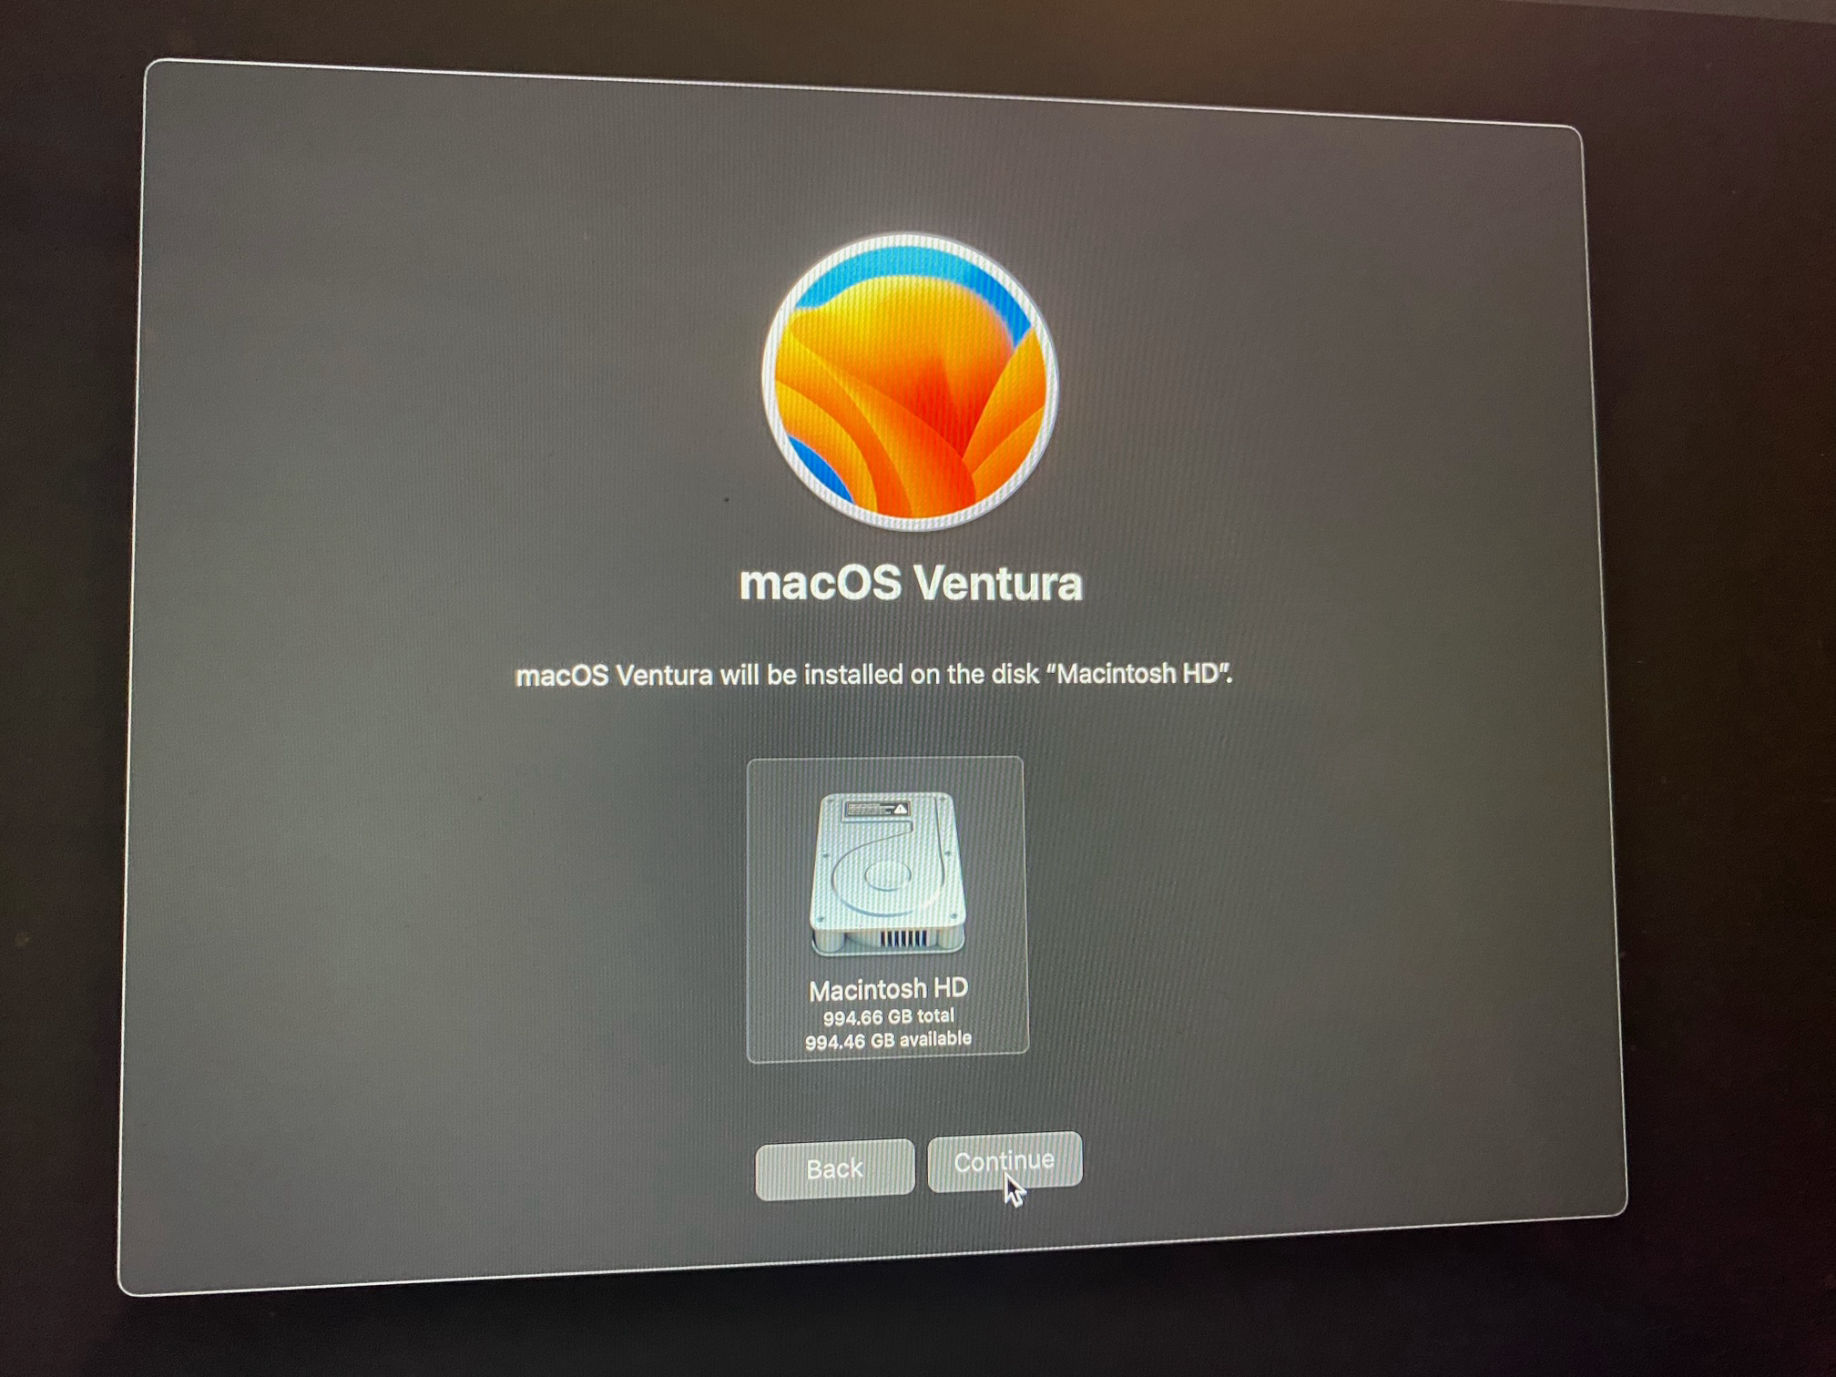 macOS Ventura
macOS Ventura will be installed on the disk “Macintosh HD”.
Macintosh HD
994.66 GB total
994.46 GB available
Back
Continue